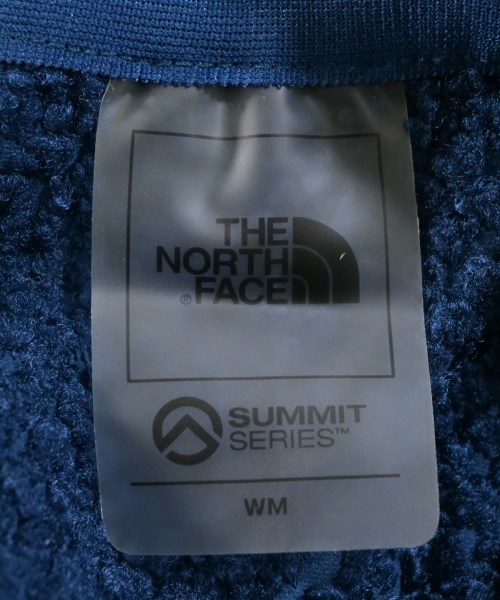 THE
NORTH
®FACE
SUMMIT
SERIES™
WM